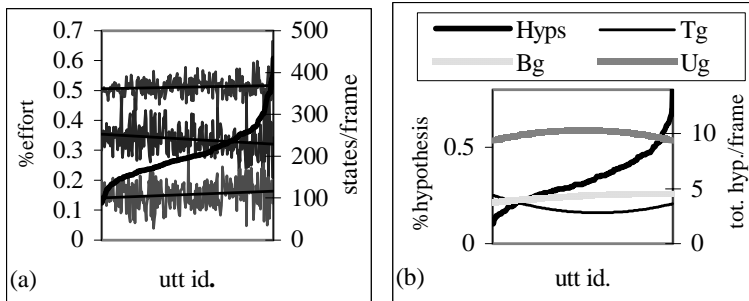 0.7
0.6
0.5
0.4
0.3
0.2
0.1
0
%effort
500
400
300
200
100
0
states/frame
(a)
utt id.
Hyps
Tg
Bg
Ug
0.5
0
%hypothesis
10
5
0
tot. hyp./frame
(b)
utt id.